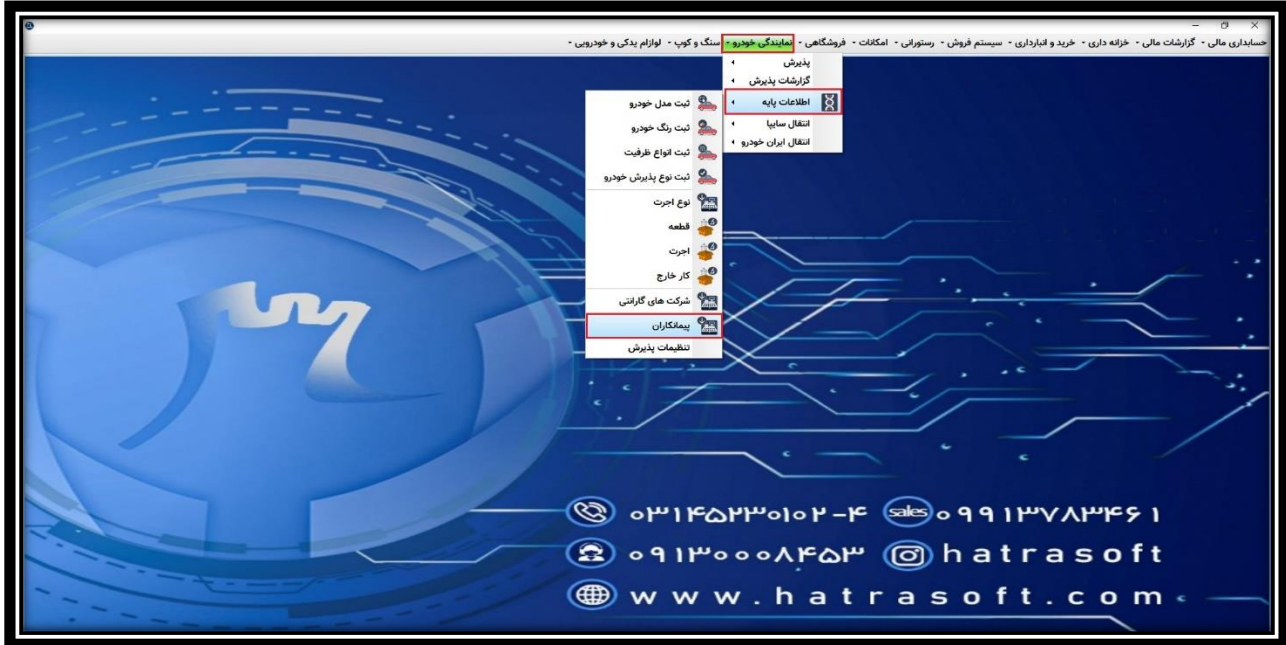 حسابداری مالی - گزارشات مالی - خزانه داری - خرید و انبارداری - سیستم فروش - رستورانی - امکانات - فروشگاهی - نمایندگی خودرو - سنگ و کوپ - لوازام یدکی و خودرویی -
پذیرش
گزارشات پذیرش
اطلاعات پایه
انتقال سایپا
انتقال ایران خودرو
ثبت مدل خودرو
ثبت رنگ خودرو
ثبت انواع ظرفیت
ثبت نوع پذیرش خودرو
نوع اجرت
قطعه
اجرت
کار خارج
شرکت های گارانتی
پیمانکاران
تنظیمات پذیرش
۰۳۱۴۵۲۳۰۱۰۲-۴ sales ۰۹۹۱۳۷۸۳۴۶۱
۰۹۱۳۰۰۰۸۴۵۳ hatrasoft
www.hatrasoft.com